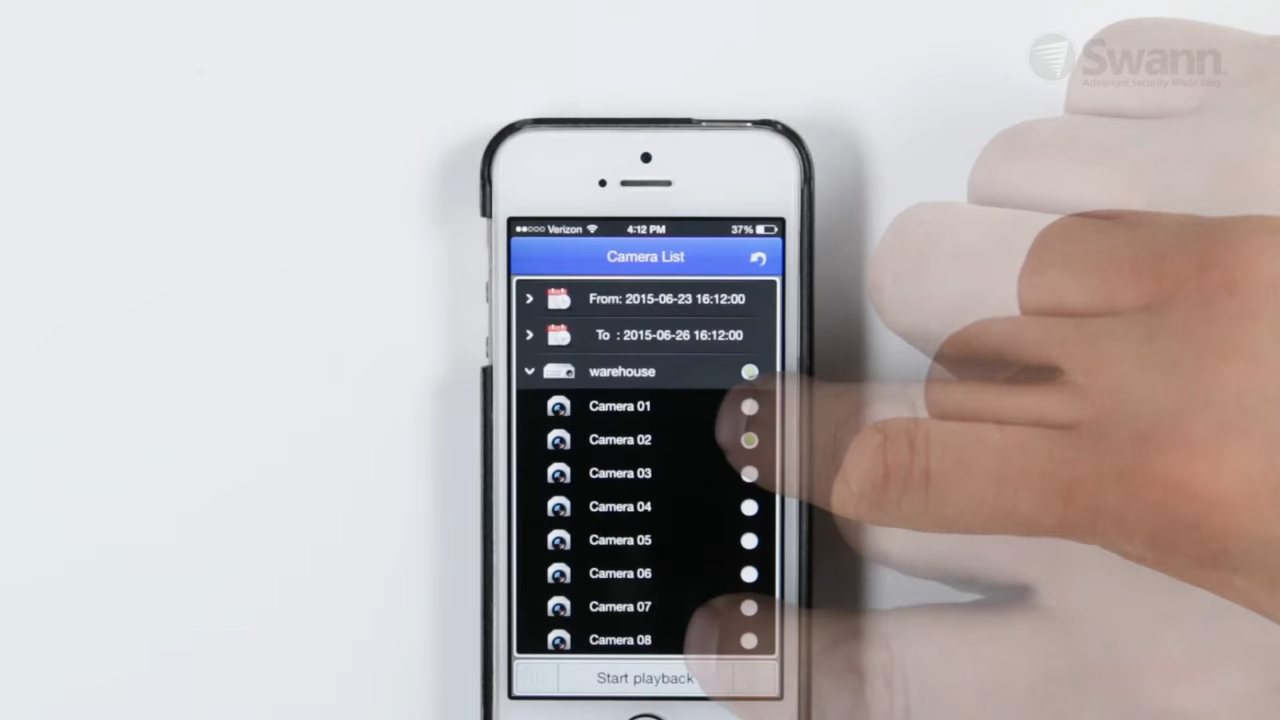 Swann
Advanced Security Made Easy
Verizon 4:12 PM 37%
Camera List
From: 2015-06-23 16:12:00
To : 2015-06-26 16:12:00
warehouse
Camera 01
Camera 02
Camera 03
Camera 04
Camera 05
Camera 06
Camera 07
Camera 08
Start playback